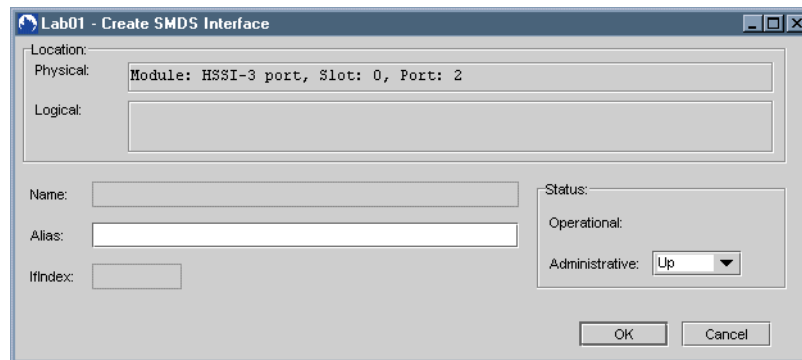 Lab01 - Create SMDS Interface
Location:
Physical: Module: HSSI-3 port, Slot: 0, Port: 2
Logical:
Name:
Alias:
IfIndex:
Status:
Operational:
Administrative: Up
OK Cancel